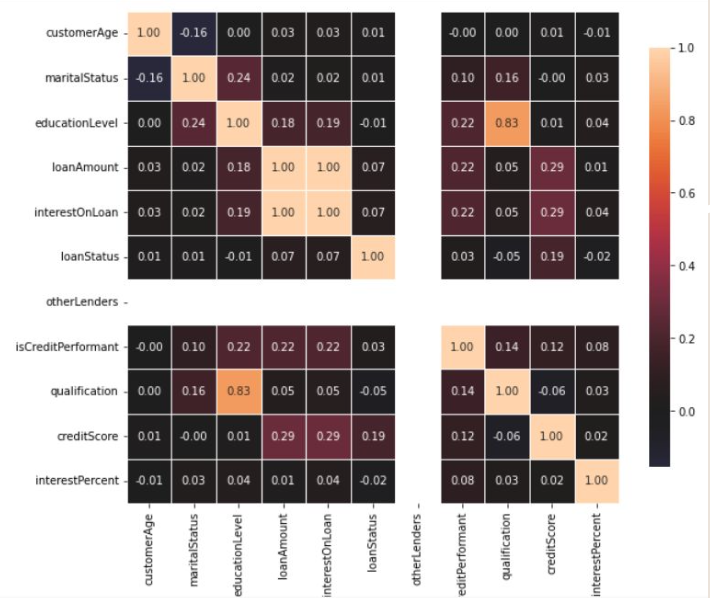 customerAge 1.00 -0.16 0.00 0.03 0.03 0.01 -0.00 0.00 0.01 -0.01
maritalStatus -0.16 1.00 0.24 0.02 0.02 0.01 0.10 0.16 -0.00 0.03
educationLevel 0.00 0.24 1.00 0.18 0.19 -0.01 0.22 0.83 0.01 0.04
loanAmount 0.03 0.02 0.18 1.00 1.00 0.07 0.22 0.05 0.29 0.01
interestOnLoan 0.03 0.02 0.19 1.00 1.00 0.07 0.22 0.05 0.29 0.04
loanStatus 0.01 0.01 -0.01 0.07 0.07 1.00 0.03 -0.05 0.19 -0.02
otherLenders
isCreditPerformant -0.00 0.10 0.22 0.22 0.22 0.03 1.00 0.14 0.12 0.08
qualification 0.00 0.16 0.83 0.05 0.05 -0.05 0.14 1.00 -0.06 0.03
creditScore 0.01 -0.00 0.01 0.29 0.29 0.19 0.12 -0.06 1.00 0.02
interestPercent -0.01 0.03 0.04 0.01 0.04 -0.02 0.08 0.03 0.02 1.00
customerAge
maritalStatus
educationLevel
loanAmount
interestOnLoan
loanStatus
otherLenders
editPerformant
qualification
creditScore
interestPercent
1.0
0.8
0.6
0.4
0.2
0.0